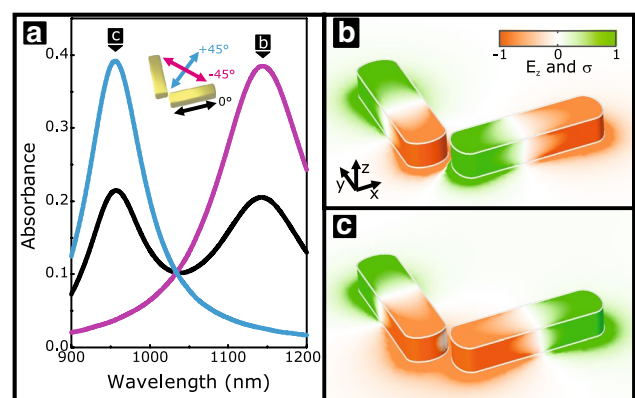 a
c
b
+45°
-45°
0°
0.4
0.3
0.2
0.1
0.0
Absorbance
900 1000 1100 1200
Wavelength (nm)
b
-1 0 1
E_z and σ
z
y
x
c